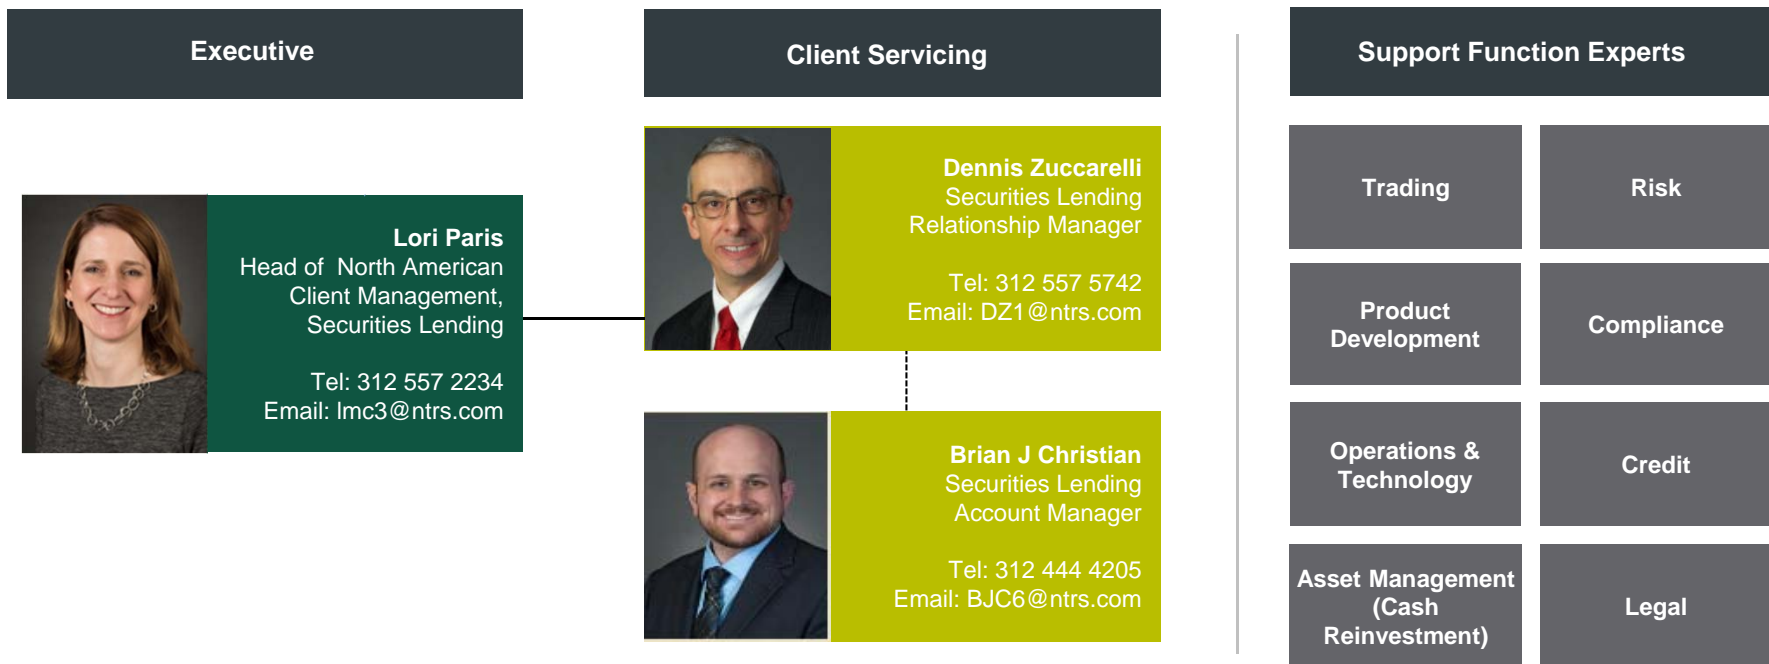 Executive
Lori Paris
Head of North American
Client Management,
Securities Lending
Tel: 312 557 2234
Email: lmc3@ntrs.com
Client Servicing
Dennis Zuccarelli
Securities Lending
Relationship Manager
Tel: 312 557 5742
Email: DZ1@ntrs.com
Brian J Christian
Securities Lending
Account Manager
Tel: 312 444 4205
Email: BJC6@ntrs.com
Support Function Experts
Trading
Risk
Product
Development
Compliance
Operations &
Technology
Credit
Asset Management
(Cash
Reinvestment)
Legal